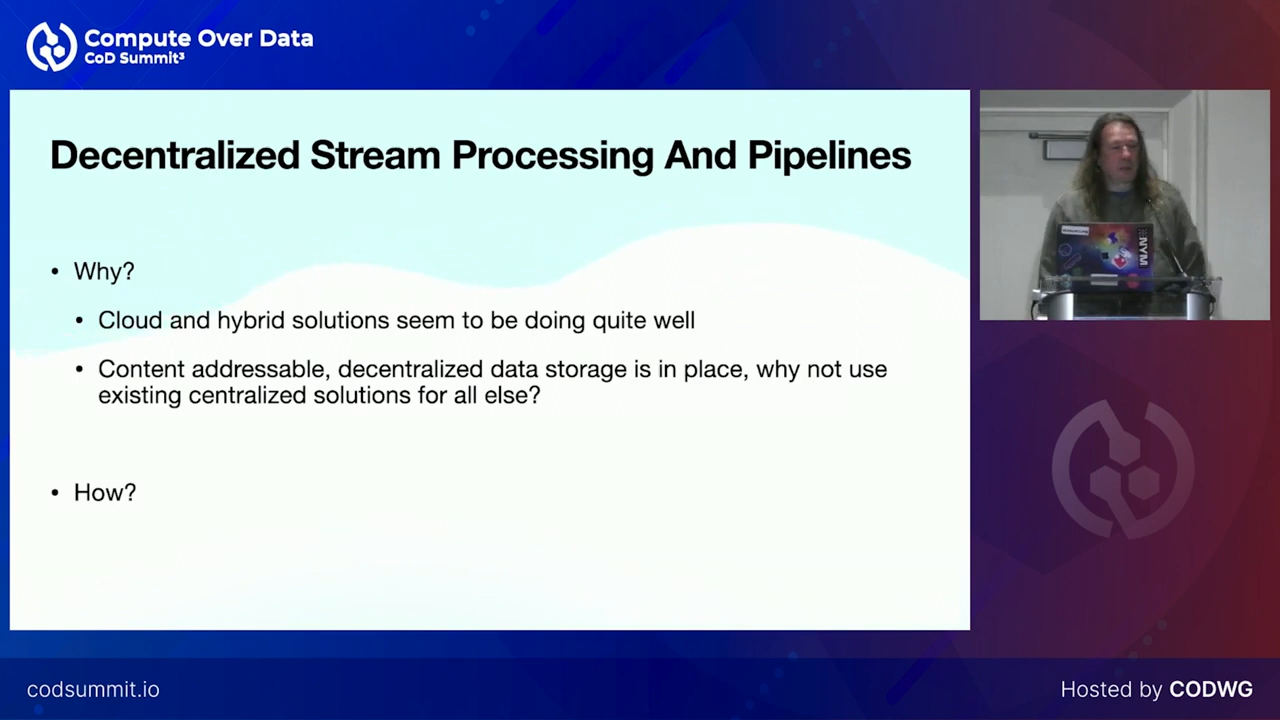 Compute Over Data
CoD Summit³
Decentralized Stream Processing And Pipelines
• Why?
• Cloud and hybrid solutions seem to be doing quite well
• Content addressable, decentralized data storage is in place, why not use
existing centralized solutions for all else?
• How?
NYM
codsummit.io
Hosted by CODWG